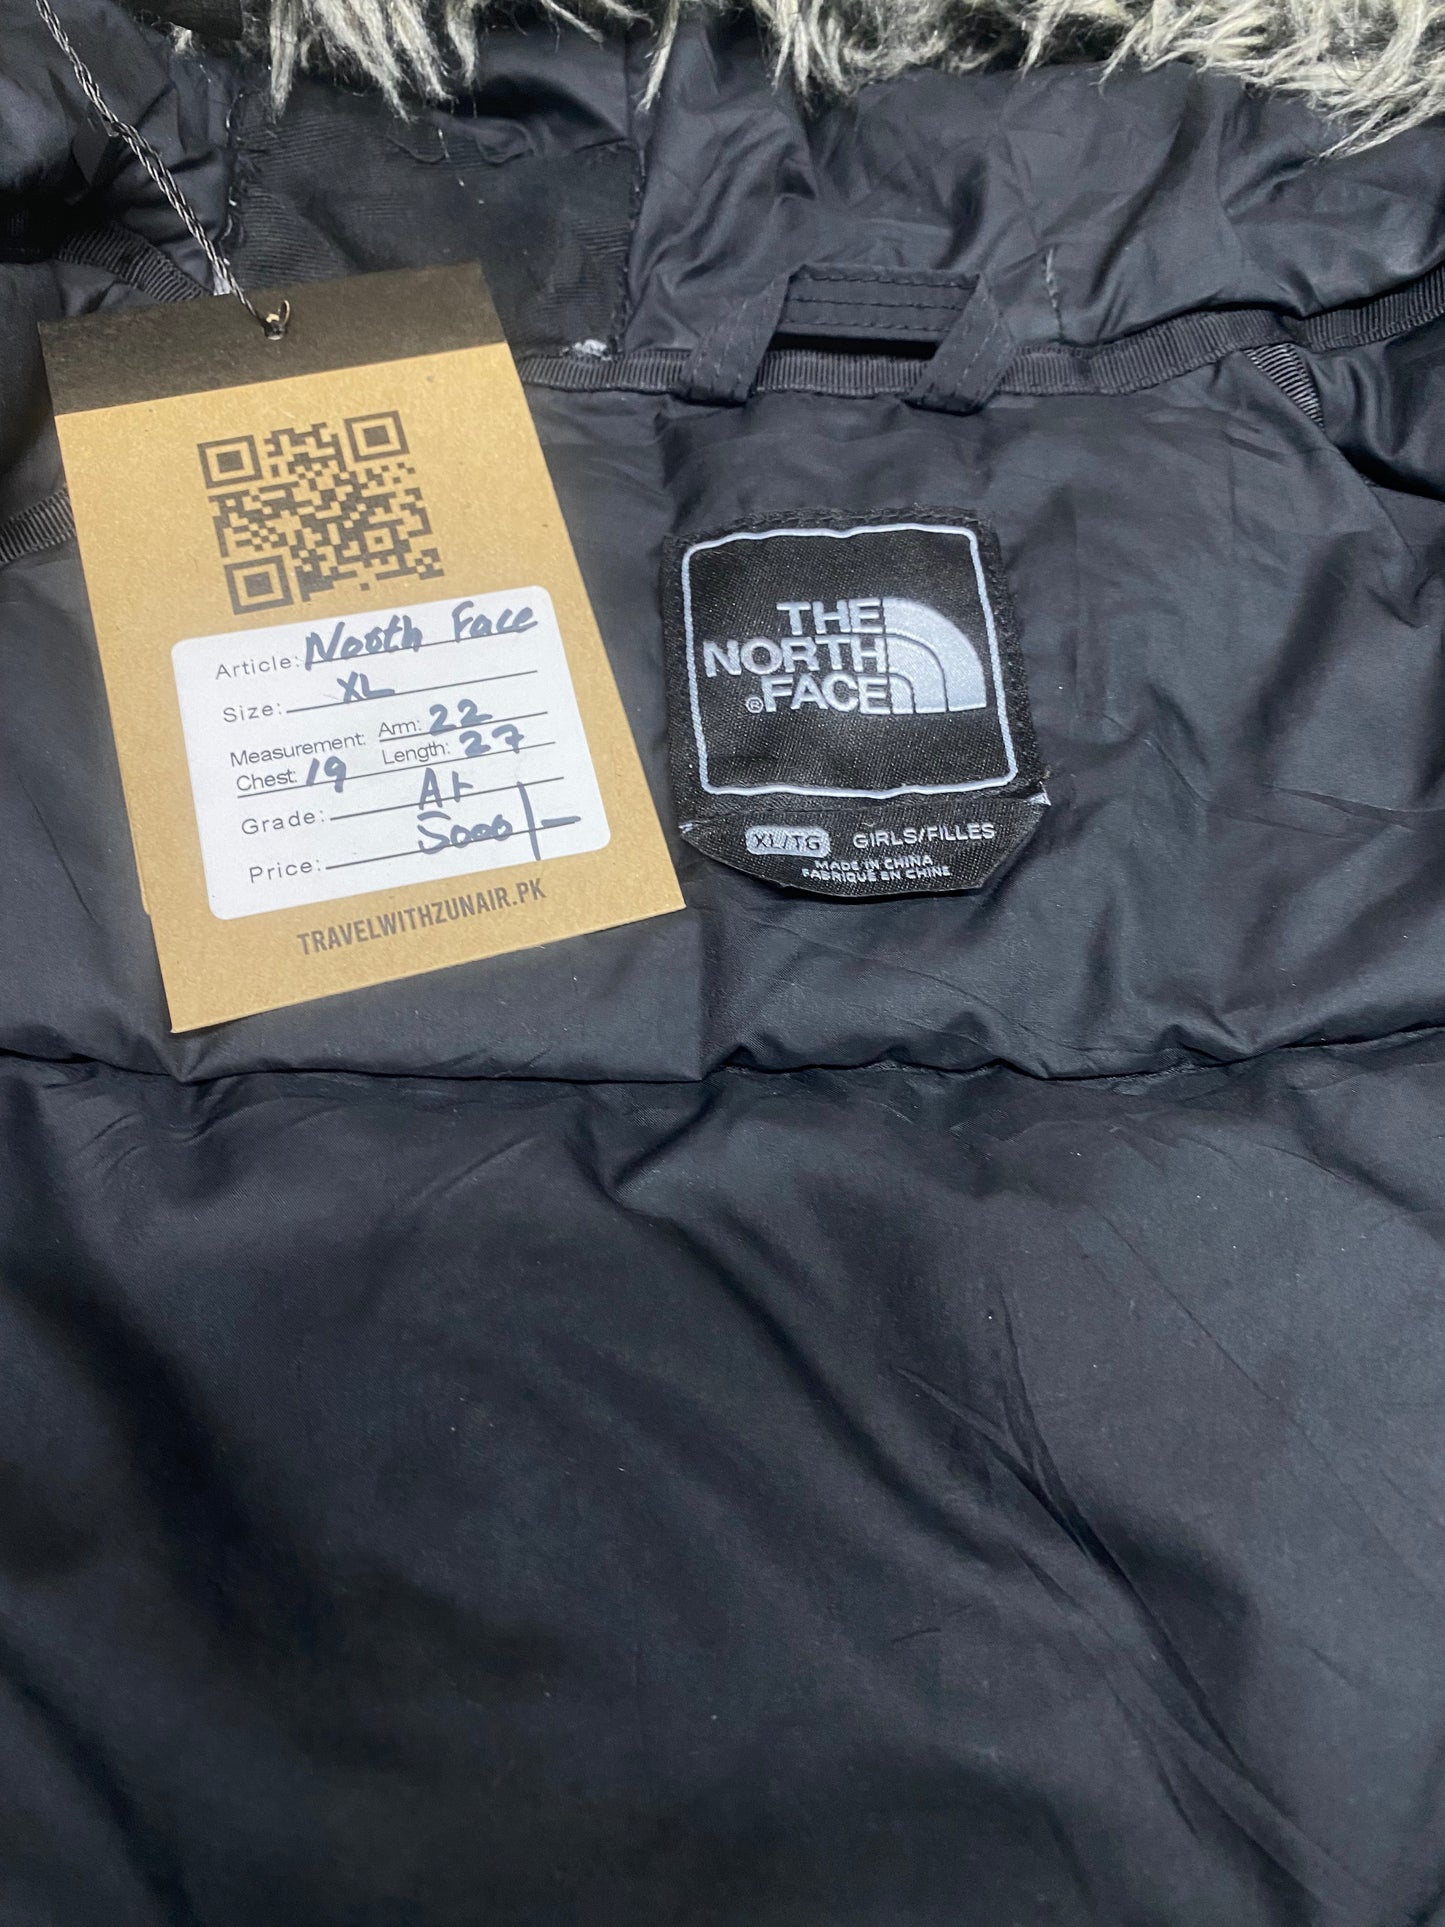 Article: North Face
Size: XL
Measurement: Arm: 22
Chest: 19 Length: 27
Grade: A+
Price: 5000/-
TRAVELWITHZUNAIR.PK
THE
NORTH
®FACE
XL/TG GIRLS/FILLES
MADE IN CHINA
FABRIQUÉ EN CHINE